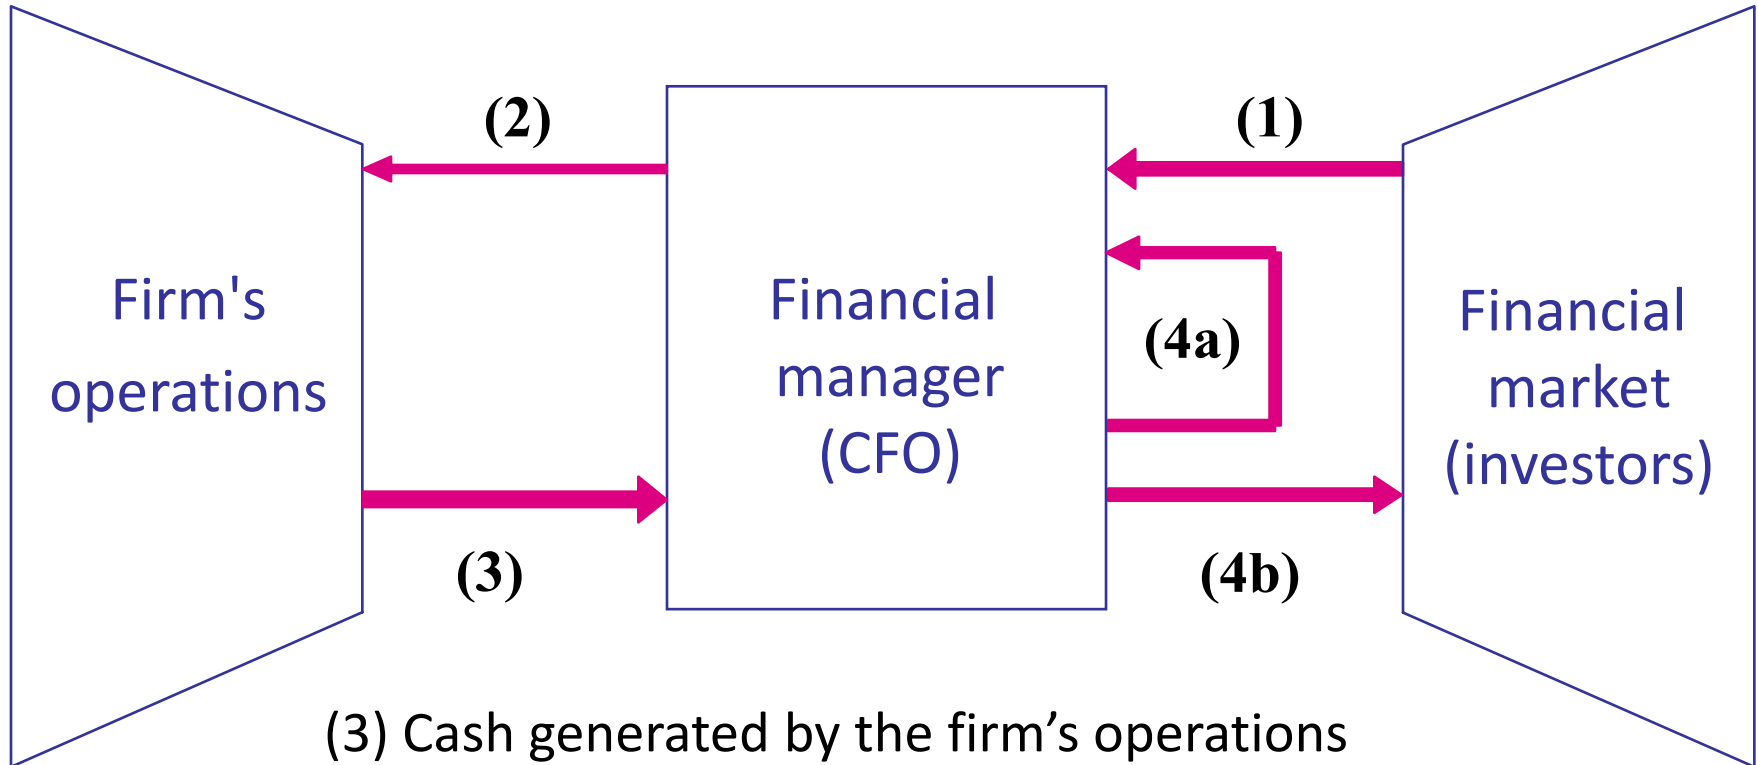 (2)
(1)
Firm's
operations
Financial
manager
(CFO)
(4a)
Financial
market
(investors)
(3)
(4b)
(3) Cash generated by the firm’s operations